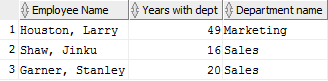 Employee Name Years with dept Department name
1 Houston, Larry 49 Marketing
2 Shaw, Jinku 16 Sales
3 Garner, Stanley 20 Sales